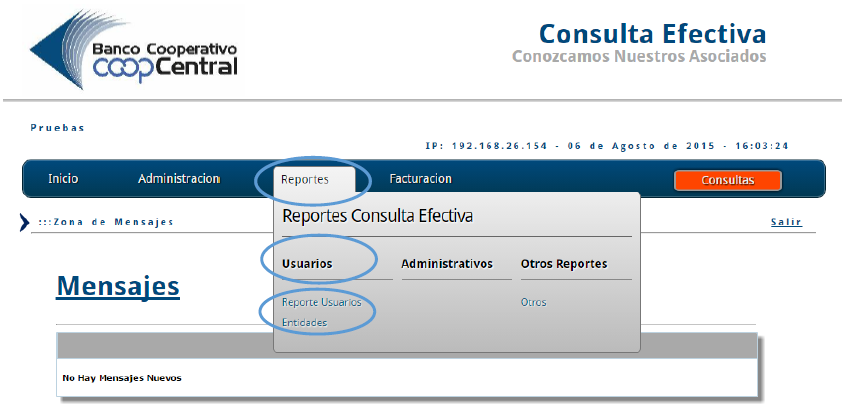 Banco Cooperativo
coopCentral
Consulta Efectiva
Conozcamos Nuestros Asociados
Pruebas
IP: 192.168.26.154 - 06 de Agosto de 2015 - 16:03:24
Inicio Administracion Reportes Facturacion Consultas
:::Zona de Mensajes
Salir
Reportes Consulta Efectiva
Usuarios Administrativos Otros Reportes
Reporte Usuarios Otros
Entidades
Mensajes
No Hay Mensajes Nuevos